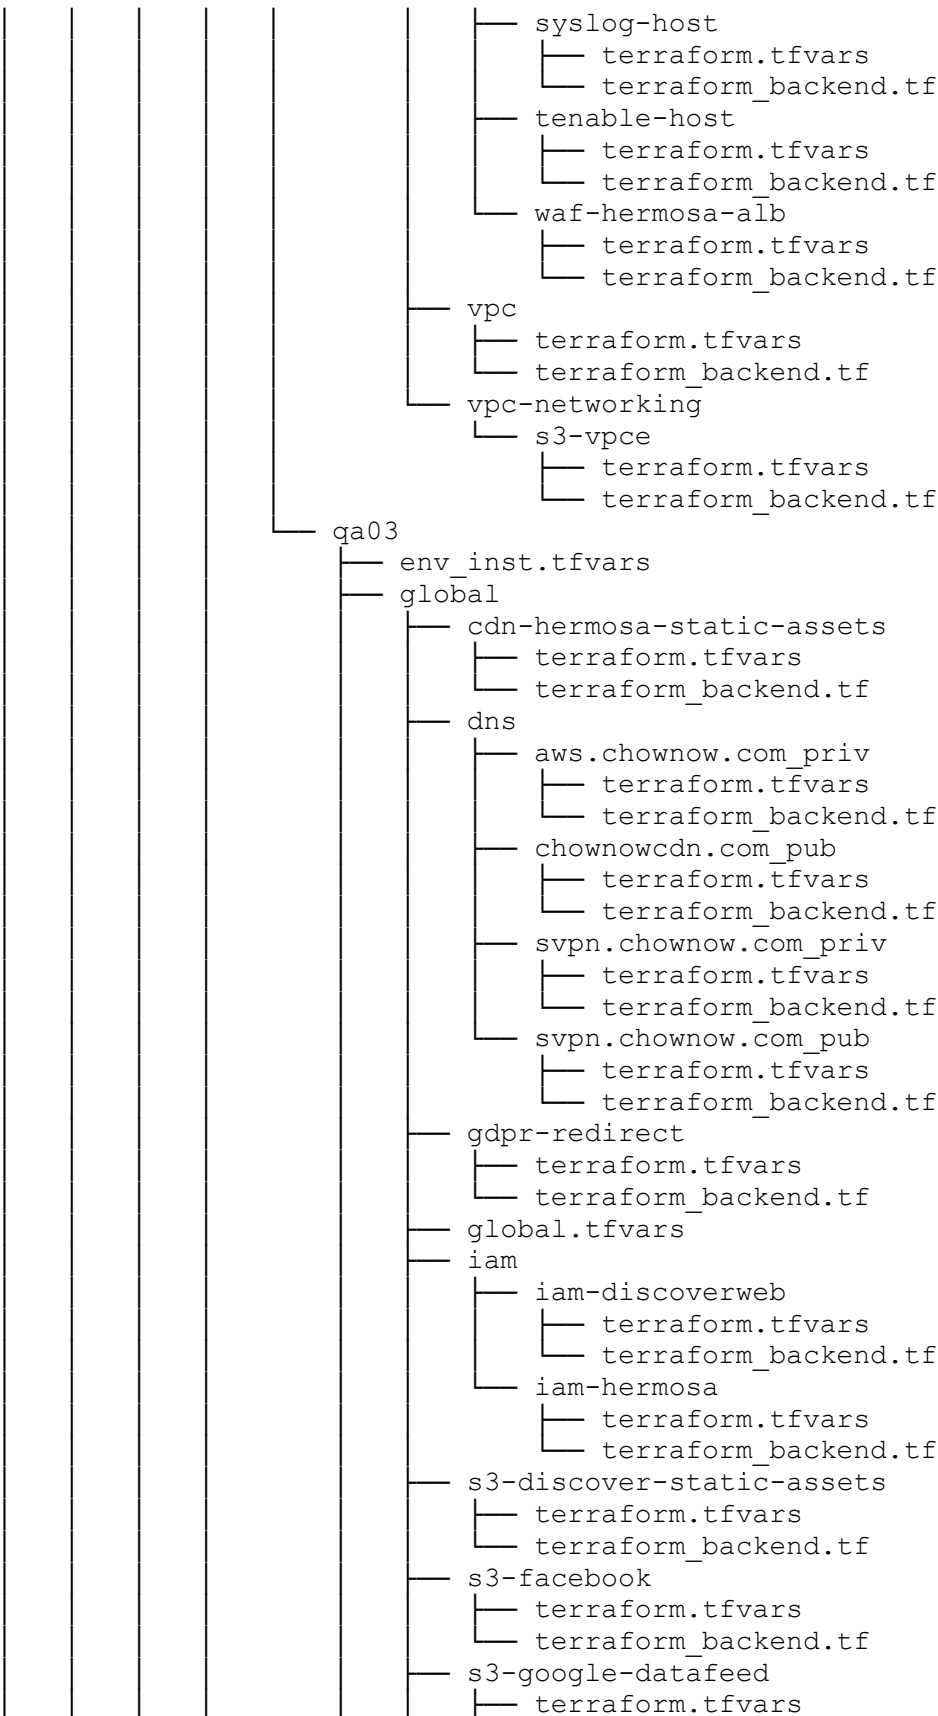 │   │   │   │   │       │   ├── syslog-host
│   │   │   │   │       │   │   ├── terraform.tfvars
│   │   │   │   │       │   │   └── terraform_backend.tf
│   │   │   │   │       │   ├── tenable-host
│   │   │   │   │       │   │   ├── terraform.tfvars
│   │   │   │   │       │   │   └── terraform_backend.tf
│   │   │   │   │       │   └── waf-hermosa-alb
│   │   │   │   │       │       ├── terraform.tfvars
│   │   │   │   │       │       └── terraform_backend.tf
│   │   │   │   │       ├── vpc
│   │   │   │   │       │   ├── terraform.tfvars
│   │   │   │   │       │   └── terraform_backend.tf
│   │   │   │   │       └── vpc-networking
│   │   │   │   │           └── s3-vpce
│   │   │   │   │               ├── terraform.tfvars
│   │   │   │   │               └── terraform_backend.tf
│   │   │   │   └── qa03
│   │   │   │       ├── env_inst.tfvars
│   │   │   │       ├── global
│   │   │   │       │   ├── cdn-hermosa-static-assets
│   │   │   │       │   │   ├── terraform.tfvars
│   │   │   │       │   │   └── terraform_backend.tf
│   │   │   │       │   ├── dns
│   │   │   │       │   │   ├── aws.chownow.com_priv
│   │   │   │       │   │   │   ├── terraform.tfvars
│   │   │   │       │   │   │   └── terraform_backend.tf
│   │   │   │       │   │   ├── chownowcdn.com_pub
│   │   │   │       │   │   │   ├── terraform.tfvars
│   │   │   │       │   │   │   └── terraform_backend.tf
│   │   │   │       │   │   ├── svpn.chownow.com_priv
│   │   │   │       │   │   │   ├── terraform.tfvars
│   │   │   │       │   │   │   └── terraform_backend.tf
│   │   │   │       │   │   └── svpn.chownow.com_pub
│   │   │   │       │   │       ├── terraform.tfvars
│   │   │   │       │   │       └── terraform_backend.tf
│   │   │   │       │   ├── gdpr-redirect
│   │   │   │       │   │   ├── terraform.tfvars
│   │   │   │       │   │   └── terraform_backend.tf
│   │   │   │       │   ├── global.tfvars
│   │   │   │       │   ├── iam
│   │   │   │       │   │   ├── iam-discoverweb
│   │   │   │       │   │   │   ├── terraform.tfvars
│   │   │   │       │   │   │   └── terraform_backend.tf
│   │   │   │       │   │   └── iam-hermosa
│   │   │   │       │   │       ├── terraform.tfvars
│   │   │   │       │   │       └── terraform_backend.tf
│   │   │   │       │   ├── s3-discover-static-assets
│   │   │   │       │   │   ├── terraform.tfvars
│   │   │   │       │   │   └── terraform_backend.tf
│   │   │   │       │   ├── s3-facebook
│   │   │   │       │   │   ├── terraform.tfvars
│   │   │   │       │   │   └── terraform_backend.tf
│   │   │   │       │   ├── s3-google-datafeed
│   │   │   │       │   │   ├── terraform.tfvars